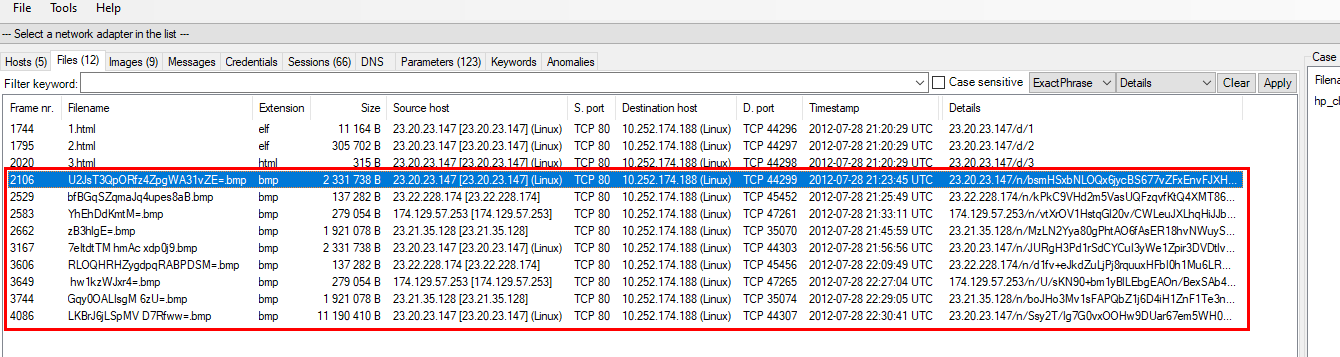 File Tools Help
--- Select a network adapter in the list ---
Hosts (5) Files (12) Images (9) Messages Credentials Sessions (66) DNS Parameters (123) Keywords Anomalies Case
Filter keyword: Case sensitive ExactPhrase Details Clear Apply Filena
Frame nr. Filename Extension Size Source host S. port Destination host D. port Timestamp Details hp_cl
1744 1.html elf 11 164 B 23.20.23.147 [23.20.23.147] (Linux) TCP 80 10.252.174.188 (Linux) TCP 44296 2012-07-28 21:20:29 UTC 23.20.23.147/d/1
1795 2.html elf 305 702 B 23.20.23.147 [23.20.23.147] (Linux) TCP 80 10.252.174.188 (Linux) TCP 44297 2012-07-28 21:20:29 UTC 23.20.23.147/d/2
2020 3.html html 315 B 23.20.23.147 [23.20.23.147] (Linux) TCP 80 10.252.174.188 (Linux) TCP 44298 2012-07-28 21:20:29 UTC 23.20.23.147/d/3
2106 U2JsT3QpORfz4ZpgWA31vZE=.bmp bmp 2 331 738 B 23.20.23.147 [23.20.23.147] (Linux) TCP 80 10.252.174.188 (Linux) TCP 44299 2012-07-28 21:23:45 UTC 23.20.23.147/n/bsmHSxbNLOQx6jycBS677vZFxEnvFJXH...
2529 bfBGqSZqmaJq4upes8aB.bmp bmp 137 282 B 23.22.228.174 [23.22.228.174] TCP 80 10.252.174.188 (Linux) TCP 45452 2012-07-28 21:25:49 UTC 23.22.228.174/n/kPkC9VHd2m5VasUQFzqvfKtQ4XMT86...
2583 YhEhDdKmtM=.bmp bmp 279 054 B 174.129.57.253 [174.129.57.253] TCP 80 10.252.174.188 (Linux) TCP 47261 2012-07-28 21:33:11 UTC 174.129.57.253/n/vtXrOV1HstqGl20v/CWLeuJXLHqHiJJb...
2662 zB3hlgE=.bmp bmp 1 921 078 B 23.21.35.128 [23.21.35.128] TCP 80 10.252.174.188 (Linux) TCP 35070 2012-07-28 21:45:59 UTC 23.21.35.128/n/MzLN2Yya80gPhtAO6fAsER18hvNWuyS...
3167 7eItdtTM hmAc xdp0j9.bmp bmp 2 331 738 B 23.20.23.147 [23.20.23.147] (Linux) TCP 80 10.252.174.188 (Linux) TCP 44303 2012-07-28 21:56:56 UTC 23.20.23.147/n/JURgH3Pd1rSdCYCuI3yWe1Zpir3DVDtlv...
3606 RLOQHRHZygdpqRABPDSM=.bmp bmp 137 282 B 23.22.228.174 [23.22.228.174] TCP 80 10.252.174.188 (Linux) TCP 45456 2012-07-28 22:09:49 UTC 23.22.228.174/n/d1fv+eJkdZuLjPj8rquuxHFbI0h1Mu6LR...
3649 hw1kzWJxr4=.bmp bmp 279 054 B 174.129.57.253 [174.129.57.253] TCP 80 10.252.174.188 (Linux) TCP 47265 2012-07-28 22:27:04 UTC 174.129.57.253/n/U/sKN90+bm1yBILEbgEAOn/BexSAb4...
3744 Gqy0OALIsgM 6zU=.bmp bmp 1 921 078 B 23.21.35.128 [23.21.35.128] TCP 80 10.252.174.188 (Linux) TCP 35074 2012-07-28 22:29:05 UTC 23.21.35.128/n/boJHo3Mv1sFAPQbZ1j6D4iH1ZnF1Te3n...
4086 LKBrJ6jLSpMV D7Rfww=.bmp bmp 11 190 410 B 23.20.23.147 [23.20.23.147] (Linux) TCP 80 10.252.174.188 (Linux) TCP 44307 2012-07-28 22:30:41 UTC 23.20.23.147/n/Ssy2T/Ig7G0vxOOHw9DUar67em5WH0...